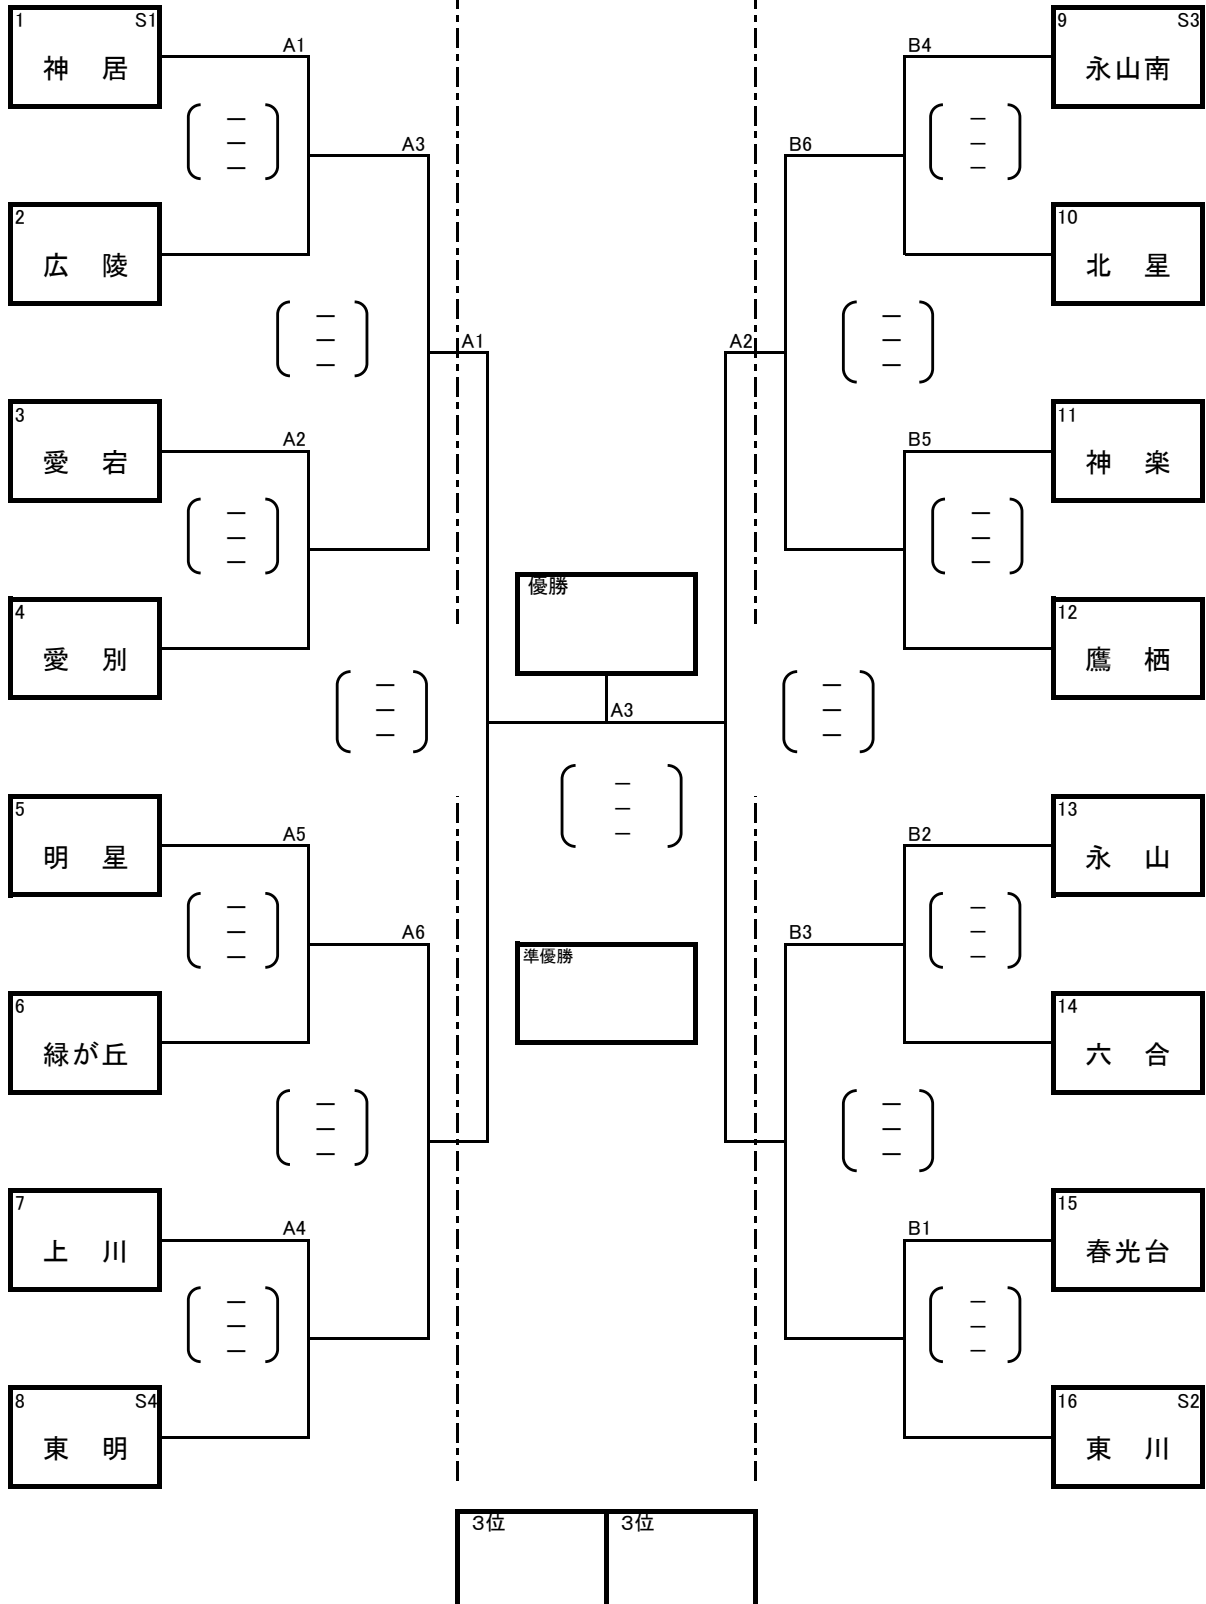 1 S1
神 居
A1
2
広 陵
A3
3
愛 宕
A2
4
愛 別
A1
5
明 星
A5
6
緑が丘
A6
7
上 川
A4
8 S4
東 明
優勝
A3
準優勝
3位
3位
9 S3
永山南
B4
10
北 星
B6
11
神 楽
B5
12
鷹 栖
A2
13
永 山
B2
14
六 合
B3
15
春光台
B1
16 S2
東 川